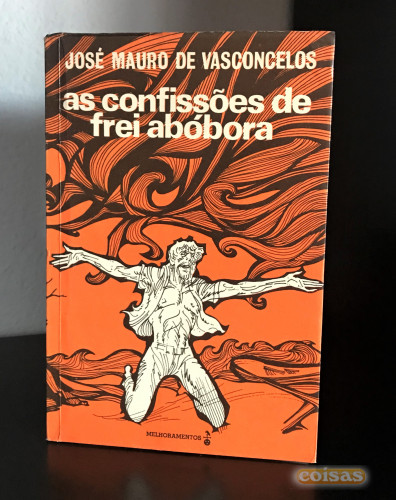 JOSÉ MAURO DE VASCONCELOS
as confissões de
frei abóbora
MELHORAMENTOS
coisas